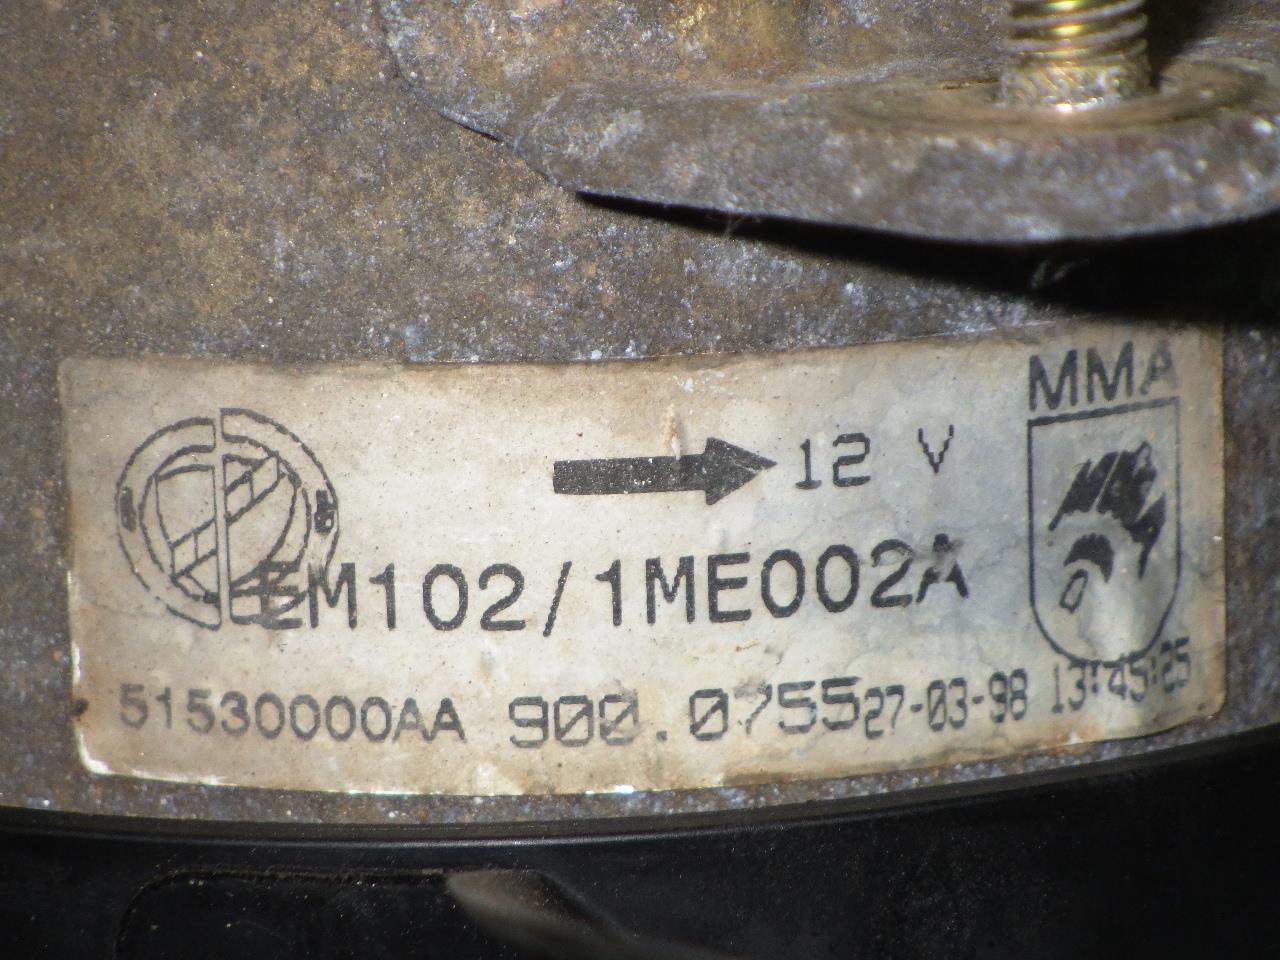 MMA
12 V
EM102/1ME002A
51530000AA 900.0755 27-03-98 13:45:25